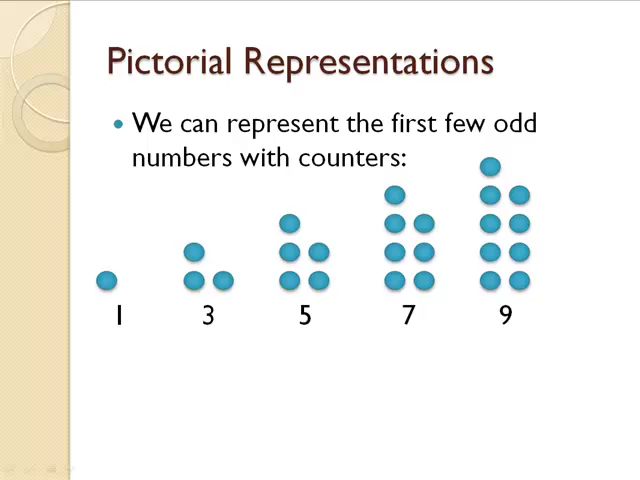 Pictorial Representations
We can represent the first few odd
numbers with counters:
1 3 5 7 9